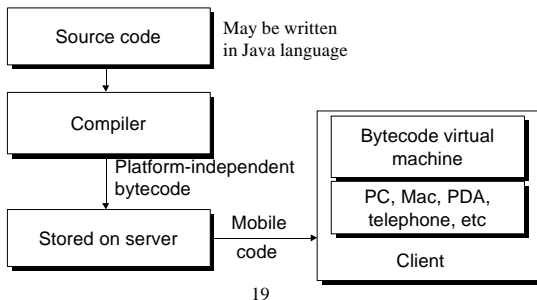 Source code
May be written
in Java language
Compiler
Platform-independent
bytecode
Stored on server
Mobile
code
Bytecode virtual
machine
PC, Mac, PDA,
telephone, etc
Client
19